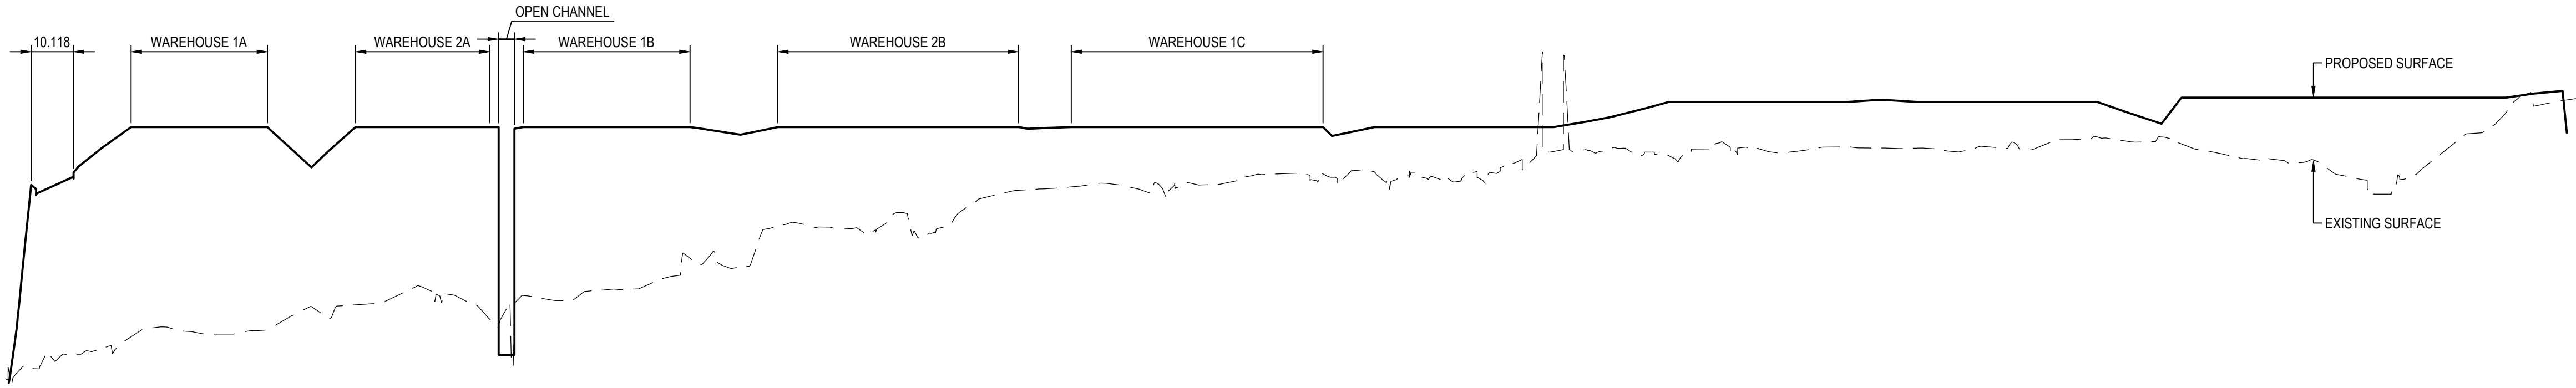 OPEN CHANNEL
10.118
WAREHOUSE 1A
WAREHOUSE 2A
WAREHOUSE 1B
WAREHOUSE 2B
WAREHOUSE 1C
PROPOSED SURFACE
EXISTING SURFACE